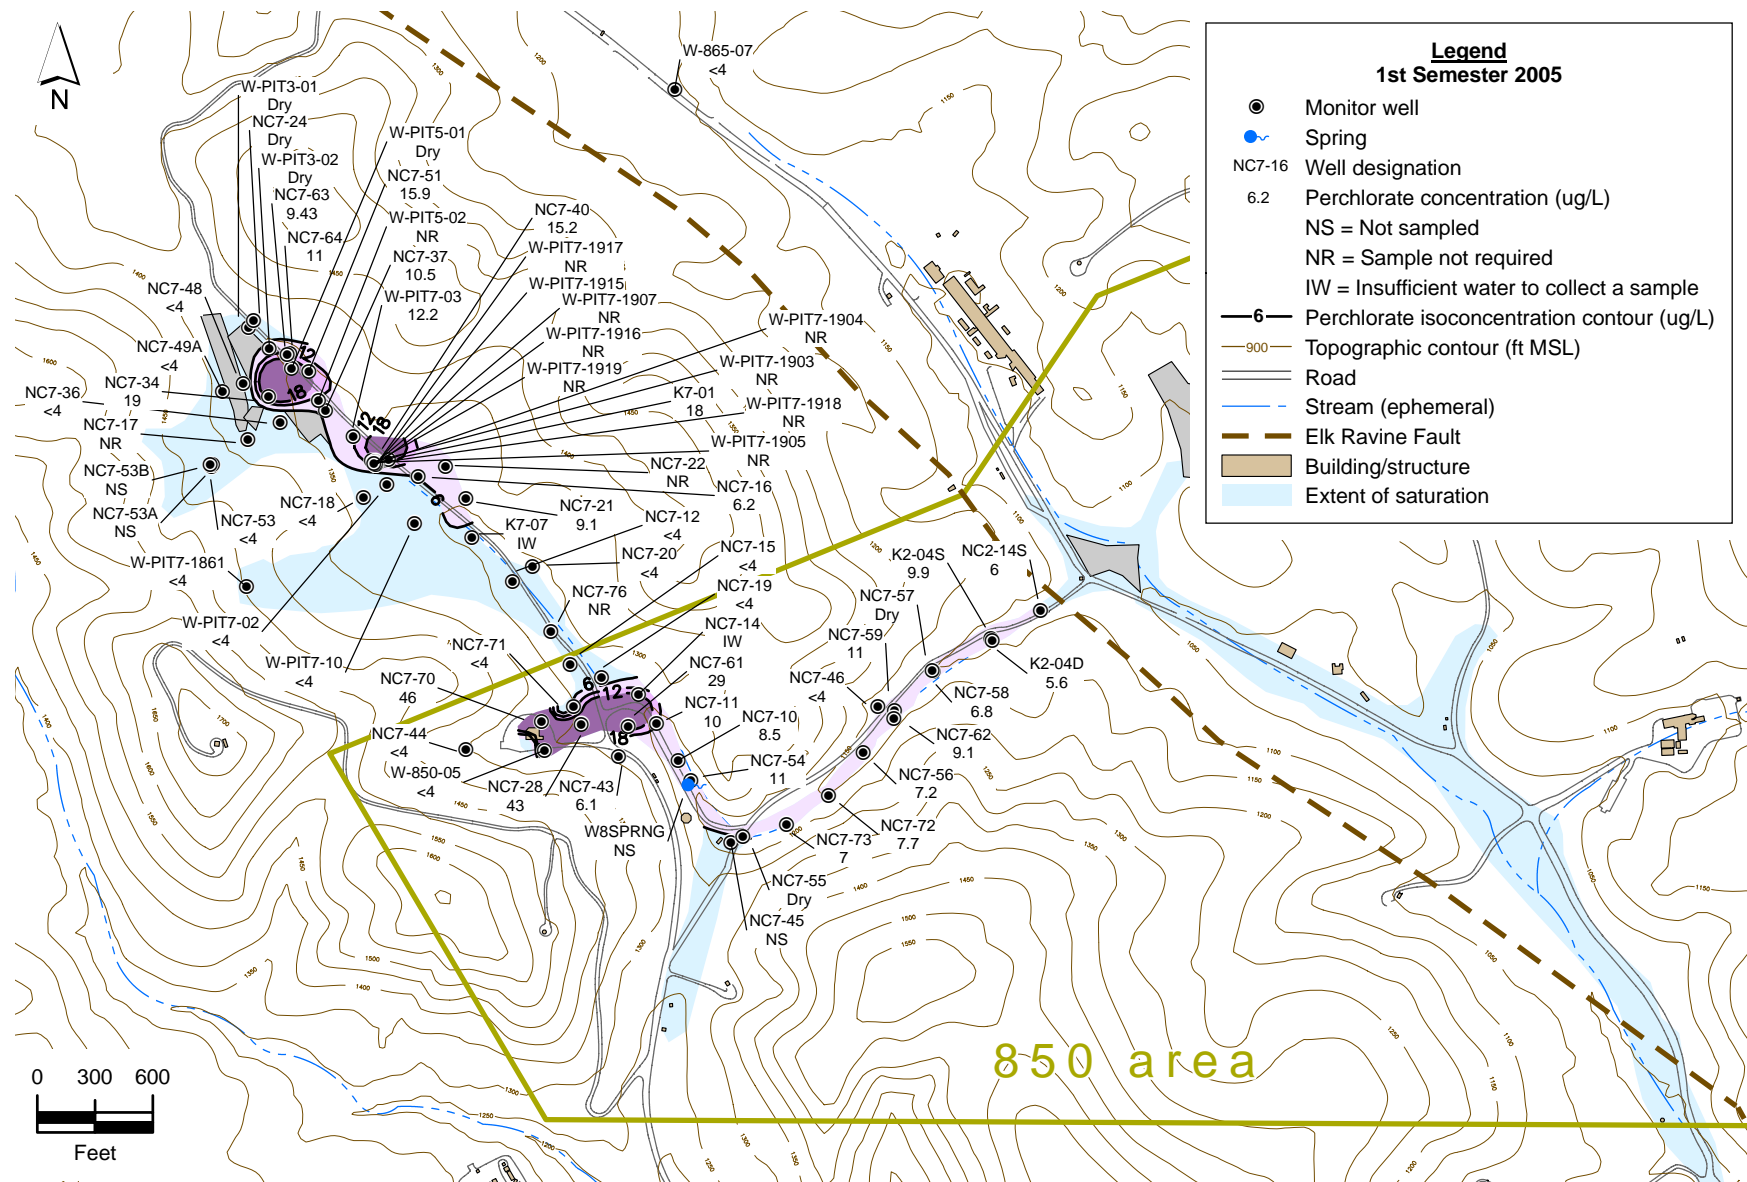 Legend
1st Semester 2005
Monitor well
Spring
NC7-16 Well designation
6.2 Perchlorate concentration (ug/L)
NS = Not sampled
NR = Sample not required
IW = Insufficient water to collect a sample
6 Perchlorate isoconcentration contour (ug/L)
900 Topographic contour (ft MSL)
Road
Stream (ephemeral)
Elk Ravine Fault
Building/structure
Extent of saturation
N
W-865-07
<4
W-PIT3-01
Dry
NC7-24
Dry
W-PIT3-02
Dry
NC7-63
9.43
NC7-64
11
W-PIT5-01
Dry
NC7-51
15.9
W-PIT5-02
NR
NC7-37
10.5
W-PIT7-03
12.2
NC7-40
15.2
W-PIT7-1917
NR
W-PIT7-1915
NR
W-PIT7-1907
NR
W-PIT7-1916
NR
W-PIT7-1919
NR
W-PIT7-1904
NR
W-PIT7-1903
NR
K7-01
18
W-PIT7-1918
NR
W-PIT7-1905
NR
NC7-22
NR
NC7-16
6.2
NC7-21
9.1
NC7-12
<4
K7-07
IW
NC7-20
<4
NC7-15
<4
NC7-19
<4
NC7-76
NR
NC7-14
IW
NC7-61
29
NC7-11
10
NC7-10
8.5
NC7-54
11
NC7-48
<4
NC7-49A
<4
NC7-34
19
NC7-36
<4
NC7-17
NR
NC7-53B
NS
NC7-53A
NS
NC7-53
<4
NC7-18
<4
W-PIT7-1861
<4
W-PIT7-02
<4
W-PIT7-10
<4
NC7-71
<4
NC7-70
46
NC7-44
<4
W-850-05
<4
NC7-28
43
NC7-43
6.1
W8SPRNG
NS
NC7-45
NS
NC7-55
Dry
NC7-73
7
NC7-72
7.7
NC7-56
7.2
NC7-62
9.1
NC7-58
6.8
NC7-46
<4
NC7-59
11
NC7-57
Dry
K2-04S
9.9
NC2-14S
6
K2-04D
5.6
12
18
12
18
6
6
12
18
850 area
0 300 600
Feet